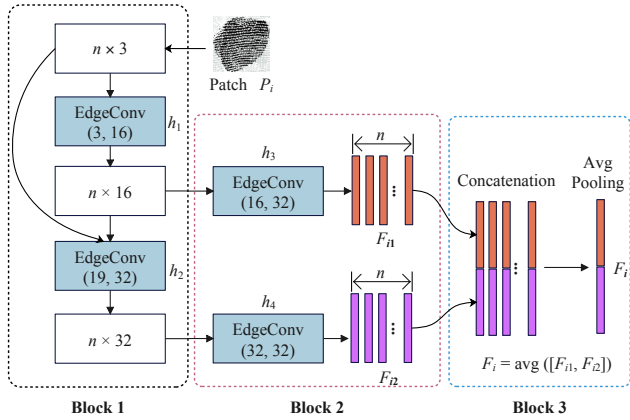 n × 3
Patch P_i
EdgeConv
(3, 16)
h_1
n × 16
EdgeConv
(19, 32)
h_2
n × 32
Block 1
h_3
EdgeConv
(16, 32)
n
...
F_i1
h_4
EdgeConv
(32, 32)
n
...
F_i2
Block 2
Concatenation
Avg
Pooling
...
F_i
F_i = avg ([F_i1, F_i2])
Block 3